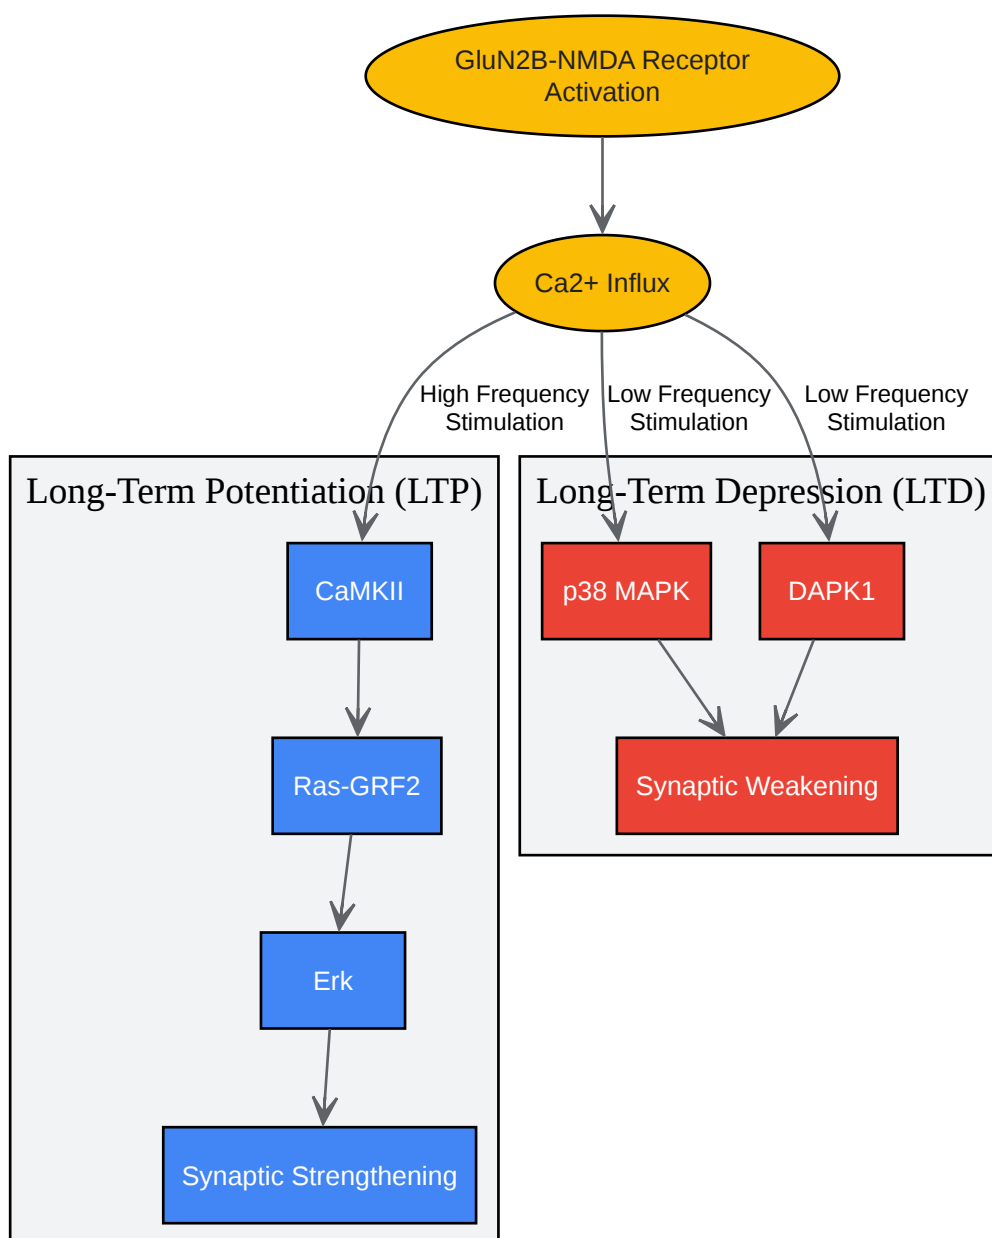 GluN2B-NMDA Receptor
Activation
Ca2+ Influx
High Frequency
Stimulation
Low Frequency
Stimulation
Low Frequency
Stimulation
Long-Term Potentiation (LTP)
CaMKII
Ras-GRF2
Erk
Synaptic Strengthening
Long-Term Depression (LTD)
p38 MAPK
DAPK1
Synaptic Weakening